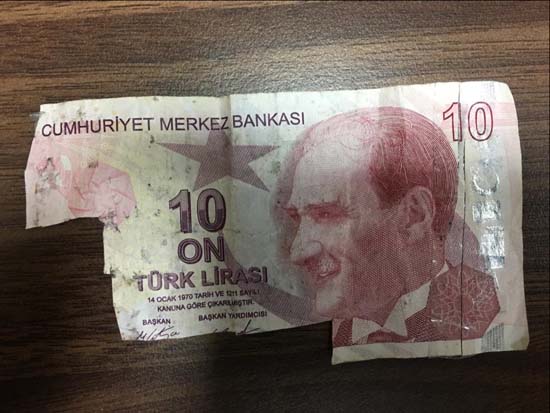 CUMHURİYET MERKEZ BANKASI
10
10
ON
TÜRK LİRASI
14 OCAK 1970 TARİH VE 1211 SAYILI
KANUNA GÖRE ÇIKARILMIŞTIR.
BAŞKAN BAŞKAN YARDIMCISI